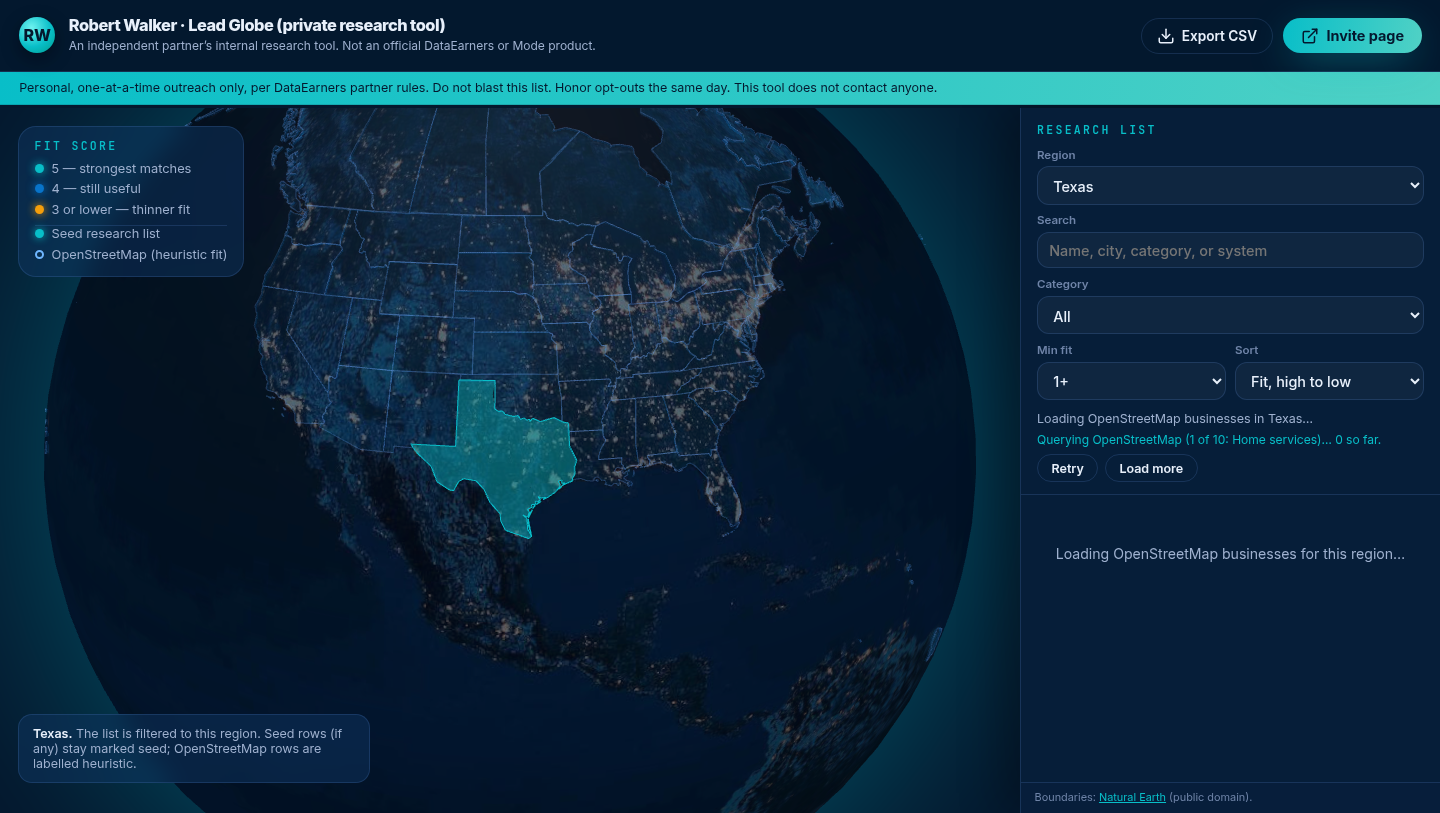 RW
Robert Walker · Lead Globe (private research tool)
An independent partner's internal research tool. Not an official DataEarners or Mode product.
Export CSV
Invite page
Personal, one-at-a-time outreach only, per DataEarners partner rules. Do not blast this list. Honor opt-outs the same day. This tool does not contact anyone.
FIT SCORE
5 — strongest matches
4 — still useful
3 or lower — thinner fit
Seed research list
OpenStreetMap (heuristic fit)
Texas. The list is filtered to this region. Seed rows (if
any) stay marked seed; OpenStreetMap rows are
labelled heuristic.
RESEARCH LIST
Region
Texas
Search
Name, city, category, or system
Category
All
Min fit
Sort
1+
Fit, high to low
Loading OpenStreetMap businesses in Texas…
Querying OpenStreetMap (1 of 10: Home services)… 0 so far.
Retry
Load more
Loading OpenStreetMap businesses for this region…
Boundaries: Natural Earth (public domain).